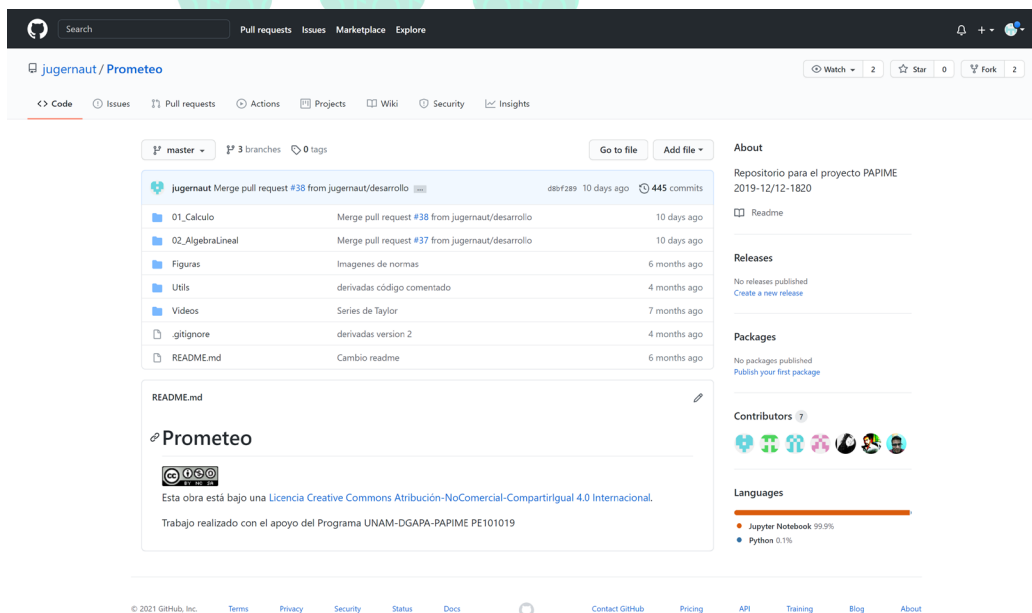 Search Pull requests Issues Marketplace Explore
jugernaut / Prometeo Watch 2 Star 0 Fork 2
<> Code Issues Pull requests Actions Projects Wiki Security Insights
master 3 branches 0 tags Go to file Add file
jugernaut Merge pull request #38 from jugernaut/desarrollo ... d8bf289 10 days ago 445 commits
01_Calculo Merge pull request #38 from jugernaut/desarrollo 10 days ago
02_AlgebraLineal Merge pull request #37 from jugernaut/desarrollo 10 days ago
Figuras Imagenes de normas 6 months ago
Utils derivadas código comentado 4 months ago
Videos Series de Taylor 7 months ago
.gitignore derivadas version 2 4 months ago
README.md Cambio readme 6 months ago
README.md
Prometeo
CC BY NC SA
Esta obra está bajo una Licencia Creative Commons Atribución-NoComercial-CompartirIgual 4.0 Internacional.
Trabajo realizado con el apoyo del Programa UNAM-DGAPA-PAPIME PE101019
About
Repositorio para el proyecto PAPIME
2019-12/12-1820
Readme
Releases
No releases published
Create a new release
Packages
No packages published
Publish your first package
Contributors 7
Languages
Jupyter Notebook 99.9%
Python 0.1%
© 2021 GitHub, Inc. Terms Privacy Security Status Docs Contact GitHub Pricing API Training Blog About